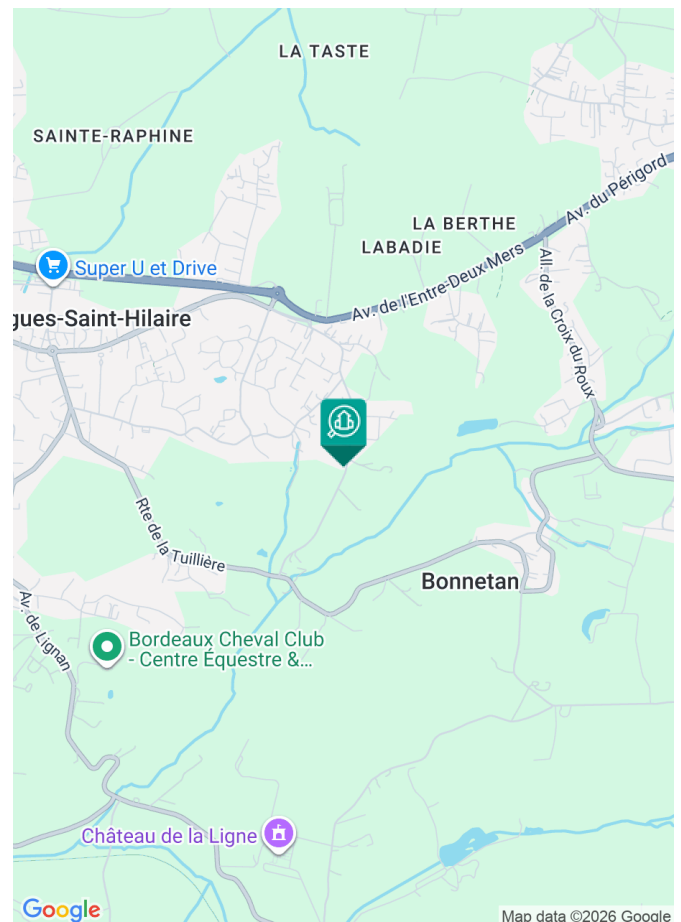 LA TASTE
SAINTE-RAPHINE
Av. du Périgord
LA BERTHE
LABADIE
Super U et Drive
Av. de l'Entre-Deux Mers
All. de la Croix du Roux
gues-Saint-Hilaire
Rte de la Tuillière
Bonnetan
Av. de Lignan
Bordeaux Cheval Club
- Centre Équestre &...
Château de la Ligne
Google
Map data ©2026 Google